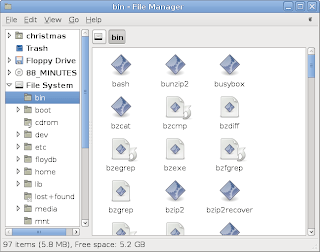 bin - File Manager
File Edit View Go Help
christmas
Trash
Floppy Drive
88_MINUTES
File System
bin
boot
cdrom
dev
etc
floydb
home
lib
lost+found
media
mnt
bin
bash bunzip2 busybox
bzcat bzcmp bzdiff
bzegrep bzexe bzfgrep
bzgrep bzip2 bzip2recover
97 items (5.8 MB), Free space: 5.2 GB